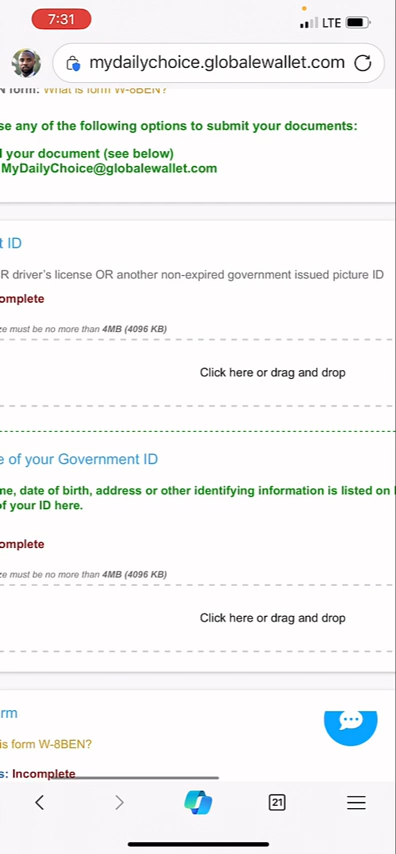 7:31
LTE
mydailychoice.globalewallet.com
N form: What is form W-8BEN?
se any of the following options to submit your documents:
l your document (see below)
MyDailyChoice@globalewallet.com
t ID
R driver's license OR another non-expired government issued picture ID
omplete
ze must be no more than 4MB (4096 KB)
Click here or drag and drop
e of your Government ID
me, date of birth, address or other identifying information is listed on
of your ID here.
omplete
ze must be no more than 4MB (4096 KB)
Click here or drag and drop
rm
is form W-8BEN?
s: Incomplete
21